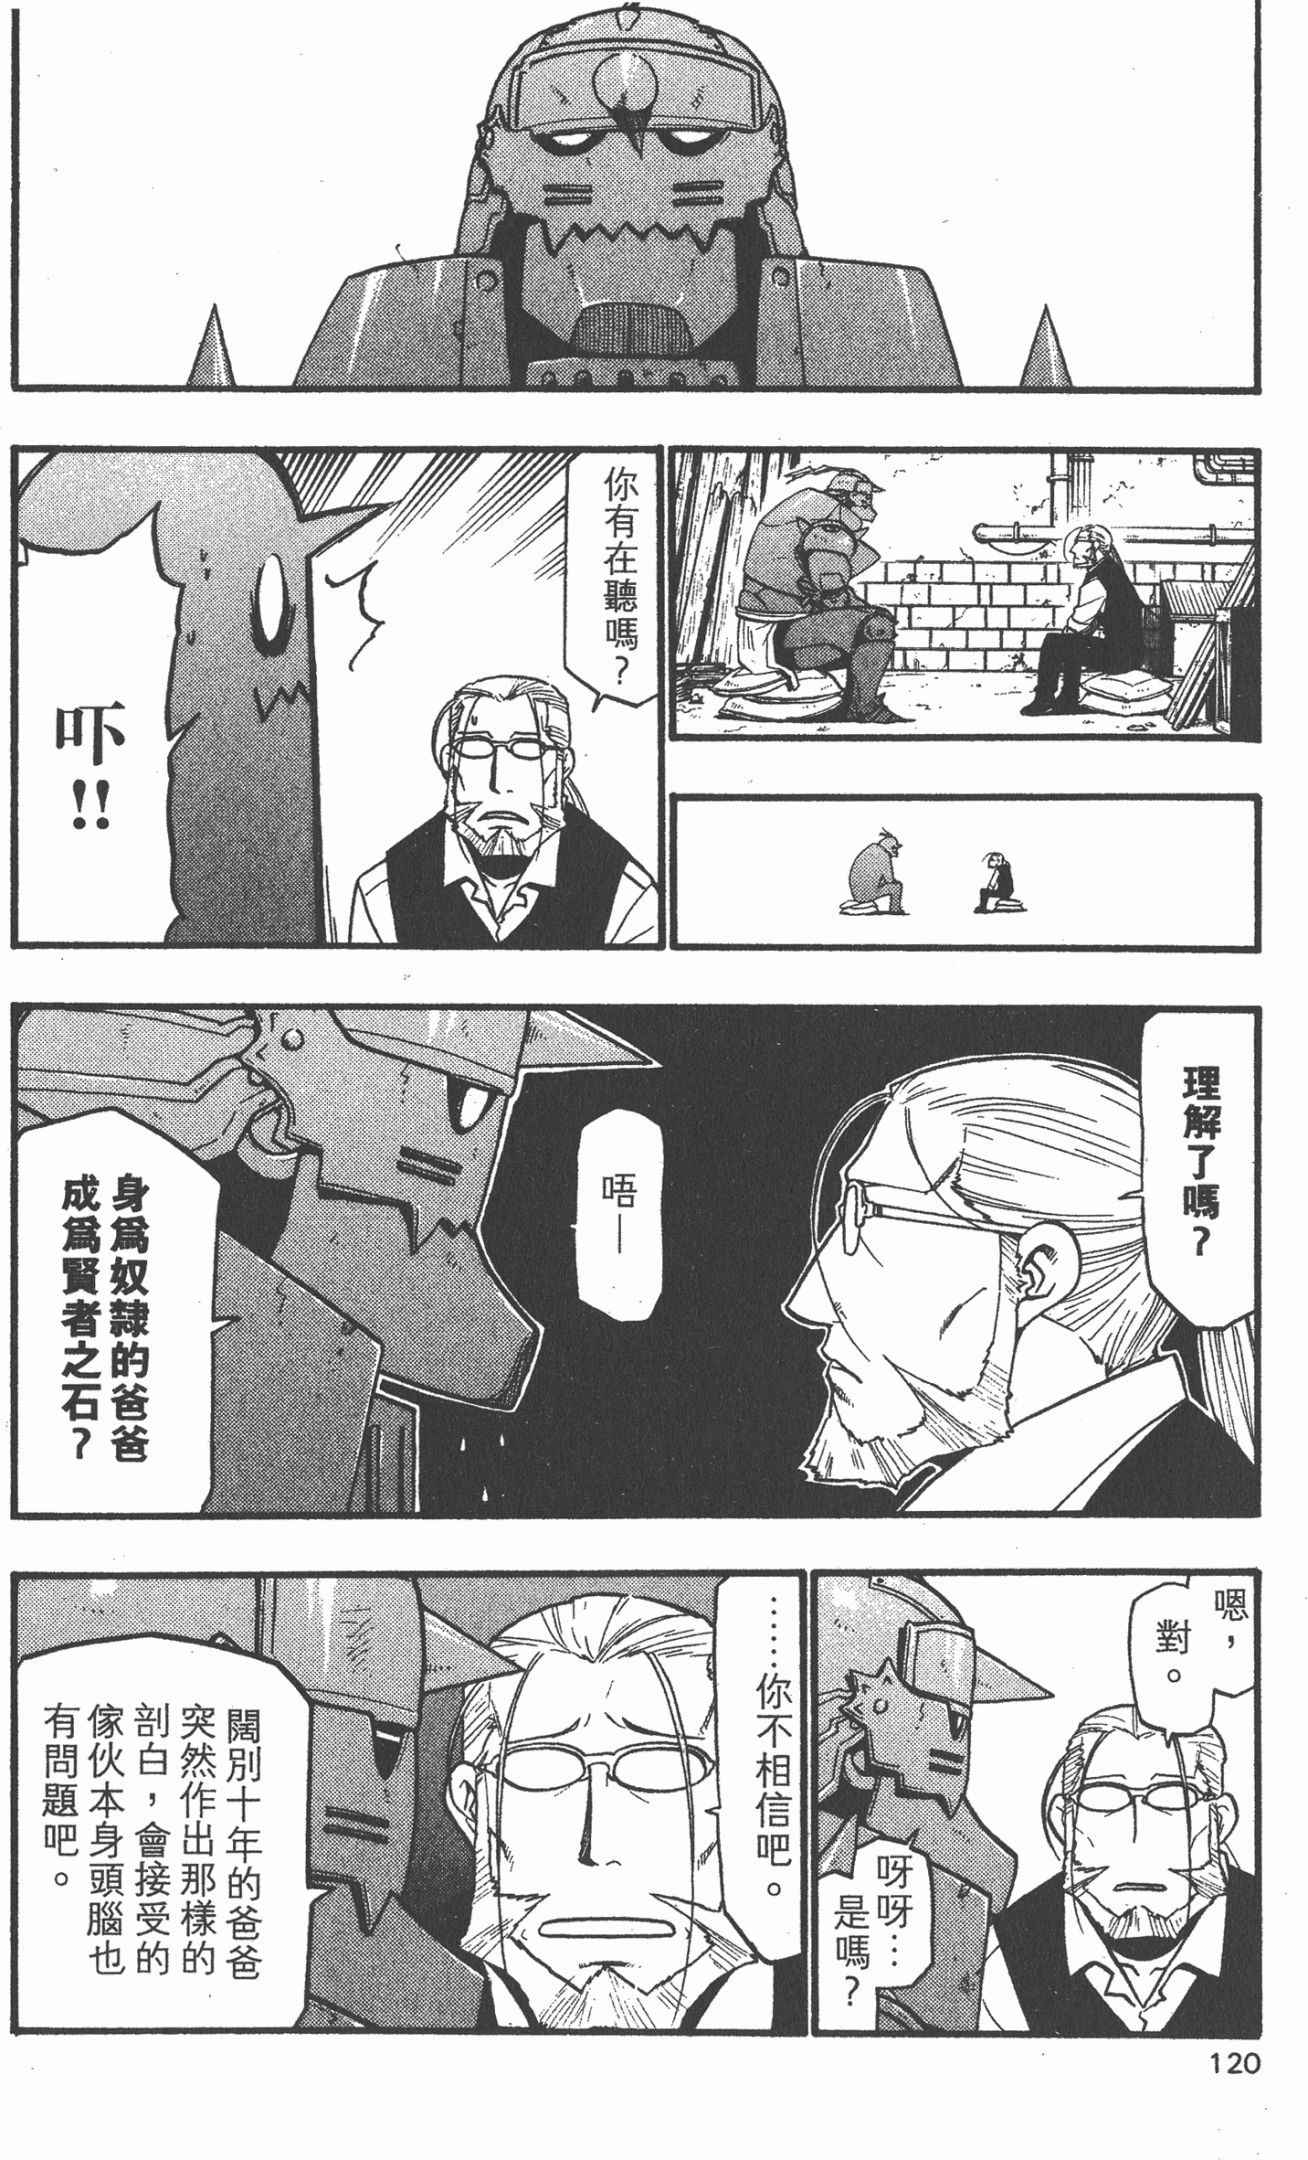 你有在聽嗎？
吓!!
理解了嗎？
唔—
身爲奴隸的爸爸
成爲賢者之石？
嗯，
對。
呀呀…
是嗎？
……你不相信吧。
闊別十年的爸爸
突然作出那樣的
剖白，會接受的
傢伙本身頭腦也
有問題吧。
120